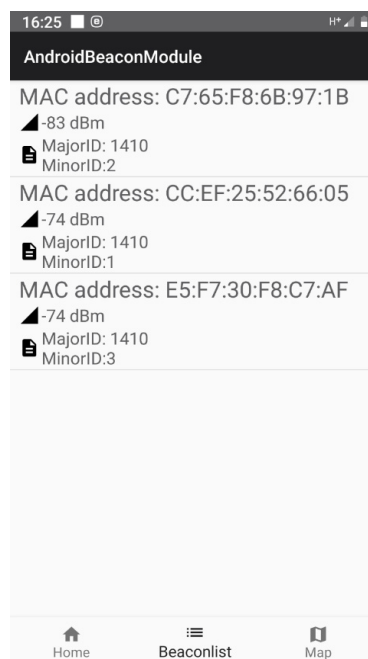 16:25
H+
AndroidBeaconModule
MAC address: C7:65:F8:6B:97:1B
-83 dBm
MajorID: 1410
MinorID:2
MAC address: CC:EF:25:52:66:05
-74 dBm
MajorID: 1410
MinorID:1
MAC address: E5:F7:30:F8:C7:AF
-74 dBm
MajorID: 1410
MinorID:3
Home
Beaconlist
Map